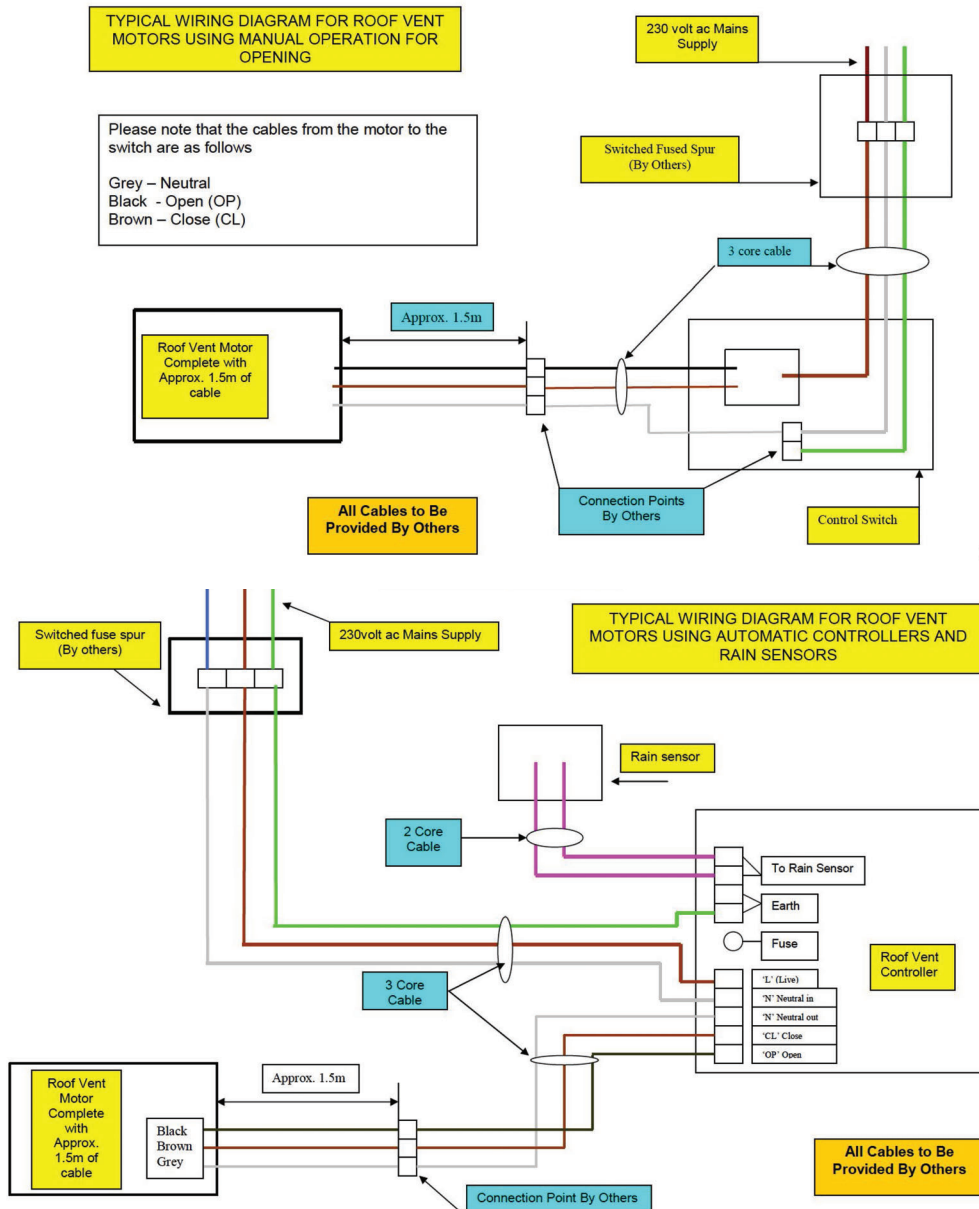 TYPICAL WIRING DIAGRAM FOR ROOF VENT
MOTORS USING MANUAL OPERATION FOR
OPENING
230 volt ac Mains
Supply
Please note that the cables from the motor to the
switch are as follows
Grey – Neutral
Black - Open (OP)
Brown – Close (CL)
Switched Fused Spur
(By Others)
3 core cable
Approx. 1.5m
Roof Vent Motor
Complete with
Approx. 1.5m of
cable
All Cables to Be
Provided By Others
Connection Points
By Others
Control Switch
Switched fuse spur
(By others)
230volt ac Mains Supply
TYPICAL WIRING DIAGRAM FOR ROOF VENT
MOTORS USING AUTOMATIC CONTROLLERS AND
RAIN SENSORS
Rain sensor
2 Core
Cable
To Rain Sensor
Earth
Fuse
Roof Vent
Controller
3 Core
Cable
'L' (Live)
'N' Neutral in
'N' Neutral out
'CL' Close
'OP' Open
Roof Vent
Motor
Complete
with
Approx.
1.5m of
cable
Approx. 1.5m
Black
Brown
Grey
Connection Point By Others
All Cables to Be
Provided By Others